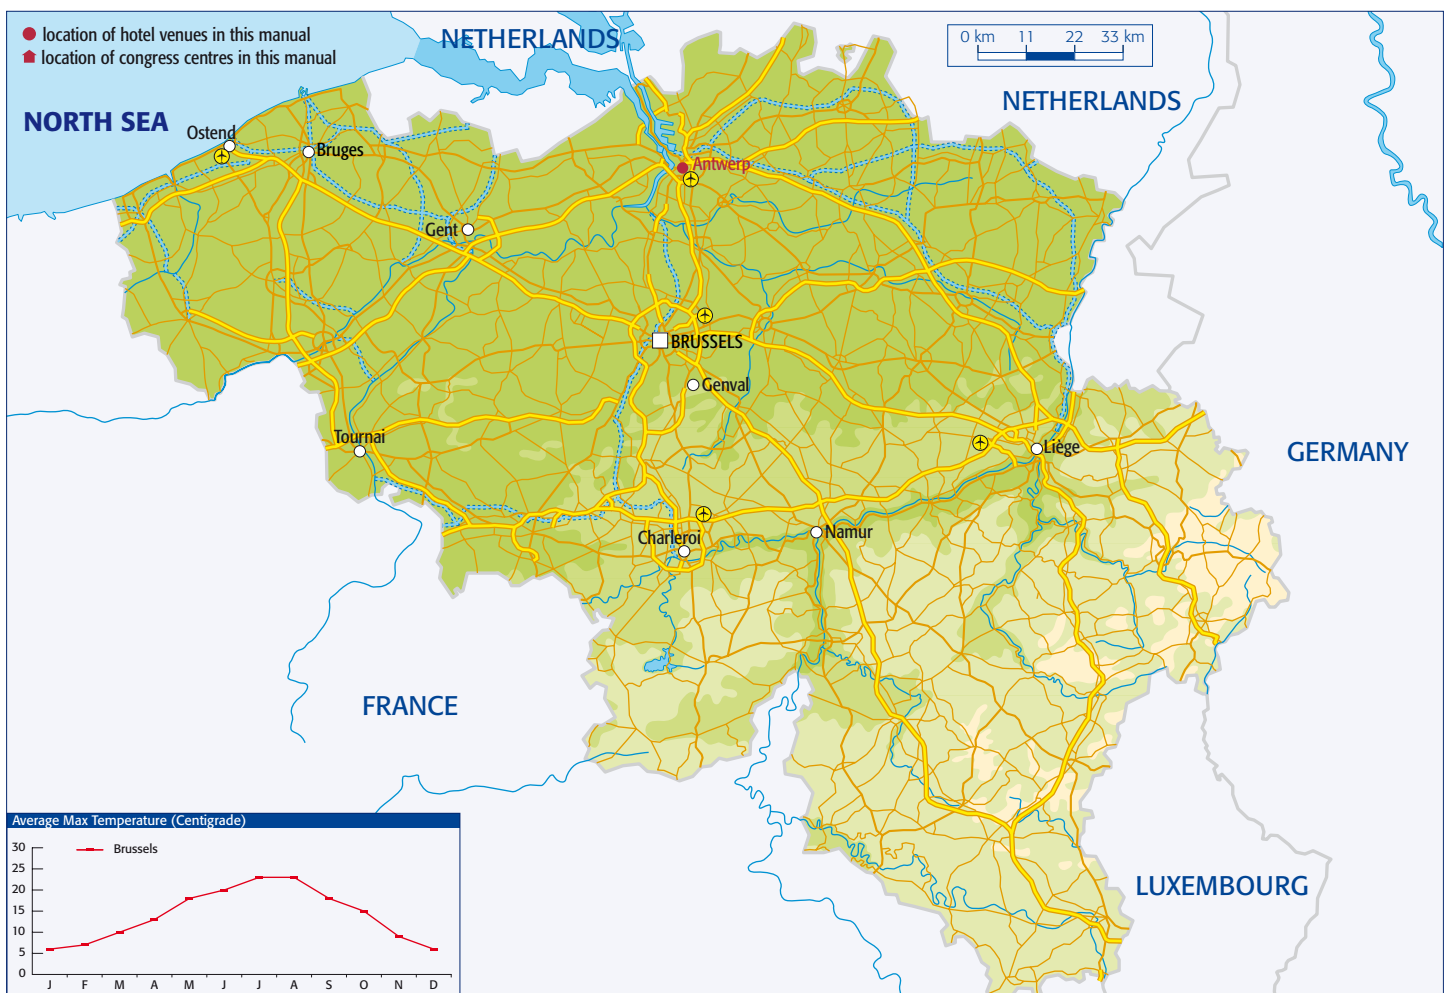 location of hotel venues in this manual
location of congress centres in this manual
NETHERLANDS
0 km 11 22 33 km
NETHERLANDS
NORTH SEA
Ostend
Bruges
Antwerp
Gent
BRUSSELS
Genval
Tournai
Liège
GERMANY
Charleroi
Namur
FRANCE
LUXEMBOURG
Average Max Temperature (Centigrade)
Brussels
30
25
20
15
10
5
0
J F M A M J J A S O N D